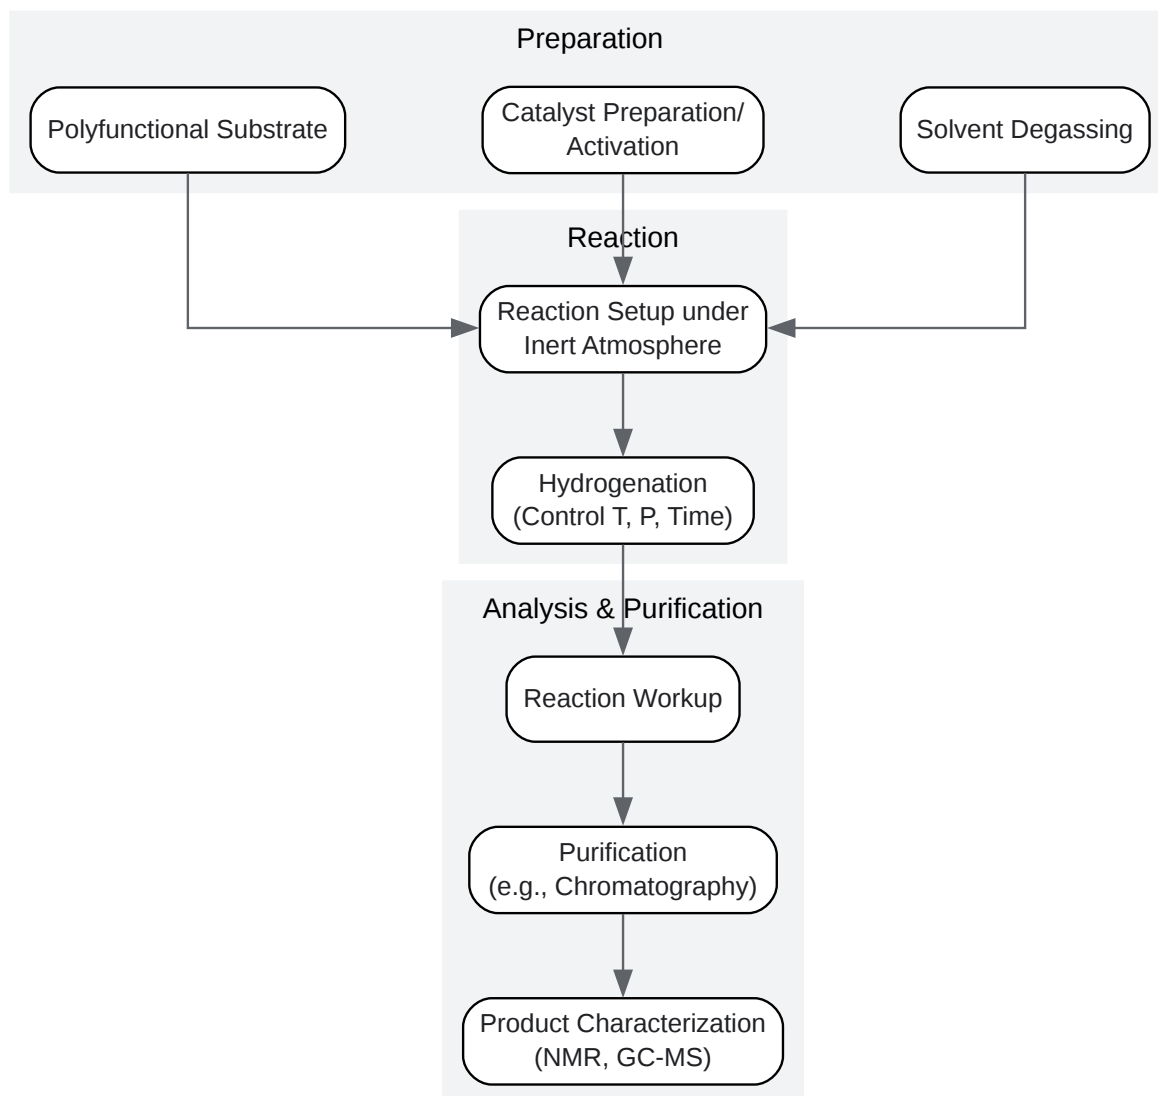 Preparation
Polyfunctional Substrate
Catalyst Preparation/
Activation
Solvent Degassing
Reaction
Reaction Setup under
Inert Atmosphere
Hydrogenation
(Control T, P, Time)
Analysis & Purification
Reaction Workup
Purification
(e.g., Chromatography)
Product Characterization
(NMR, GC-MS)